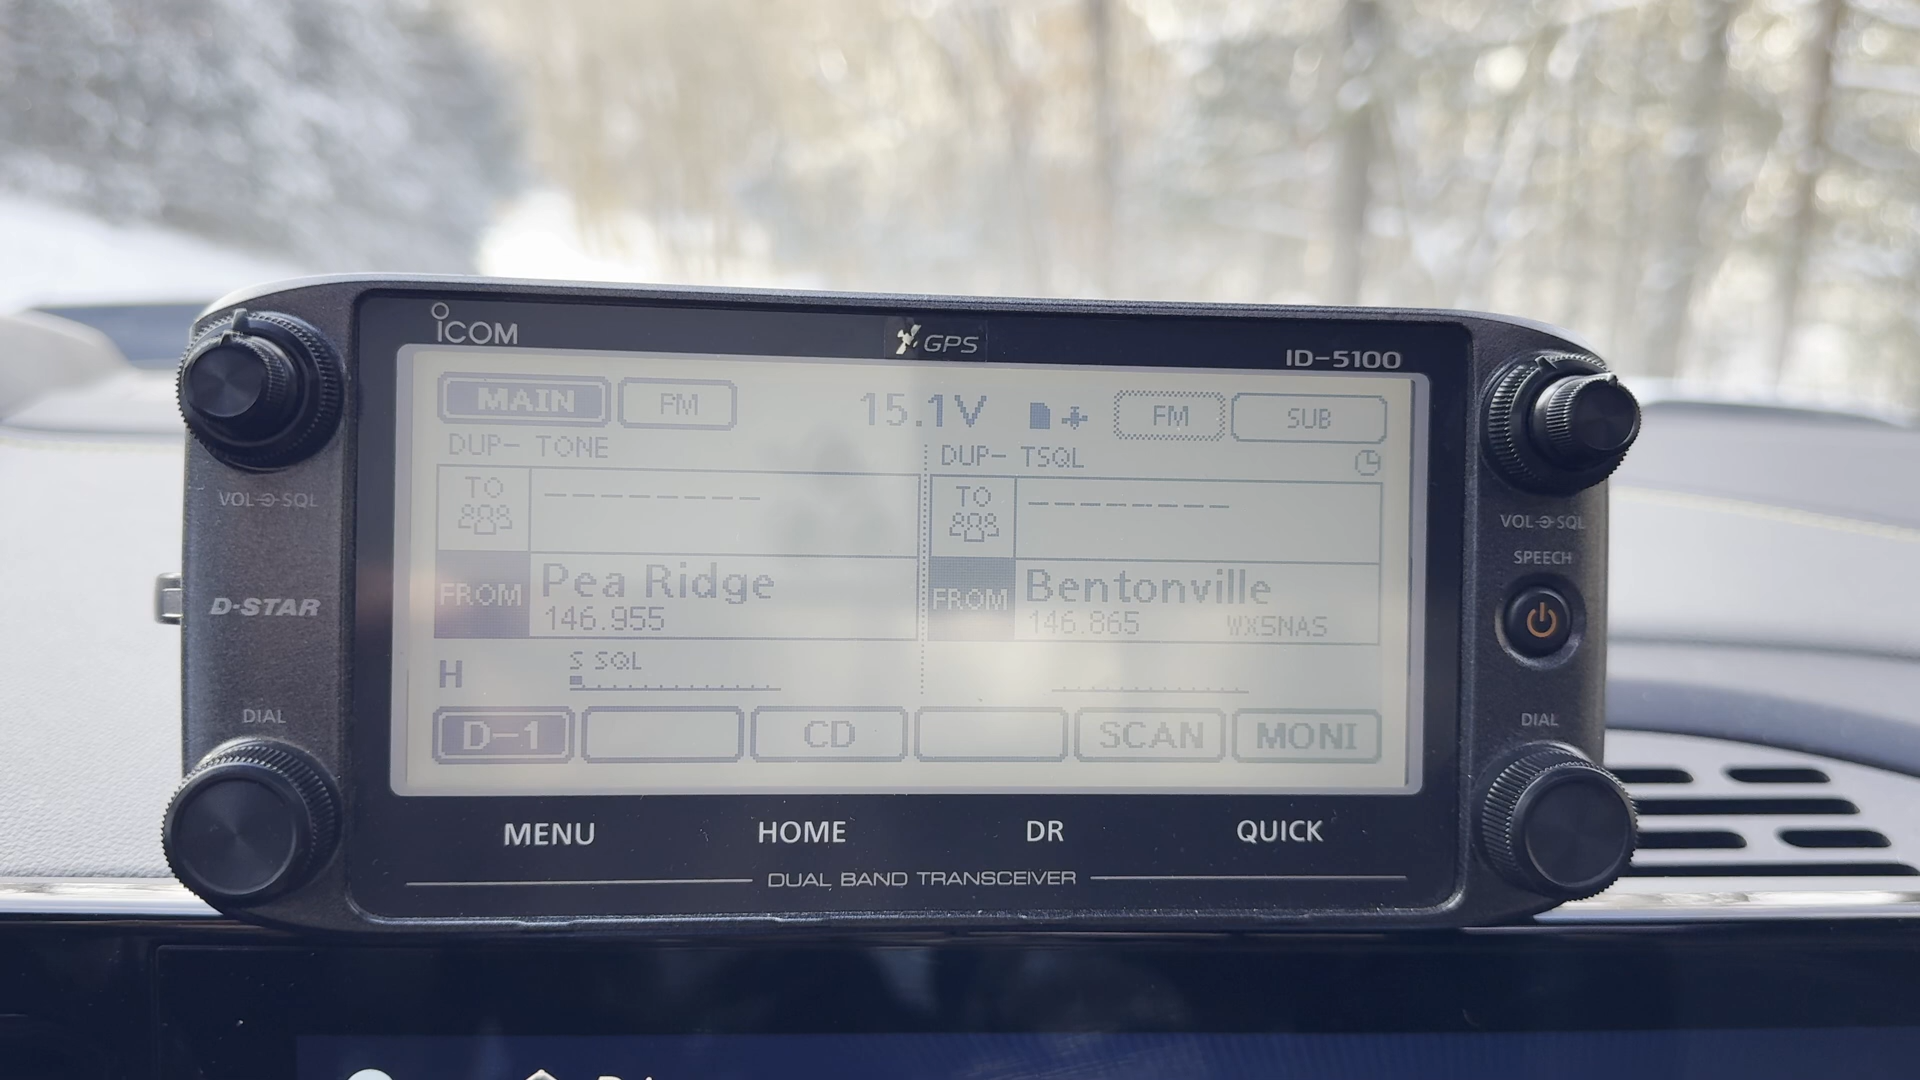 ICOM
GPS
ID-5100
MAIN FM 15.1V FM SUB
DUP- TONE
DUP- TSQL
TO
---------
TO
---------
FROM
Pea Ridge
146.955
FROM
Bentonville
146.865 WX5NAS
H
S SQL
D-1 CD SCAN MONI
VOL SQL
D-STAR
DIAL
VOL SQL
SPEECH
DIAL
MENU HOME DR QUICK
DUAL BAND TRANSCEIVER